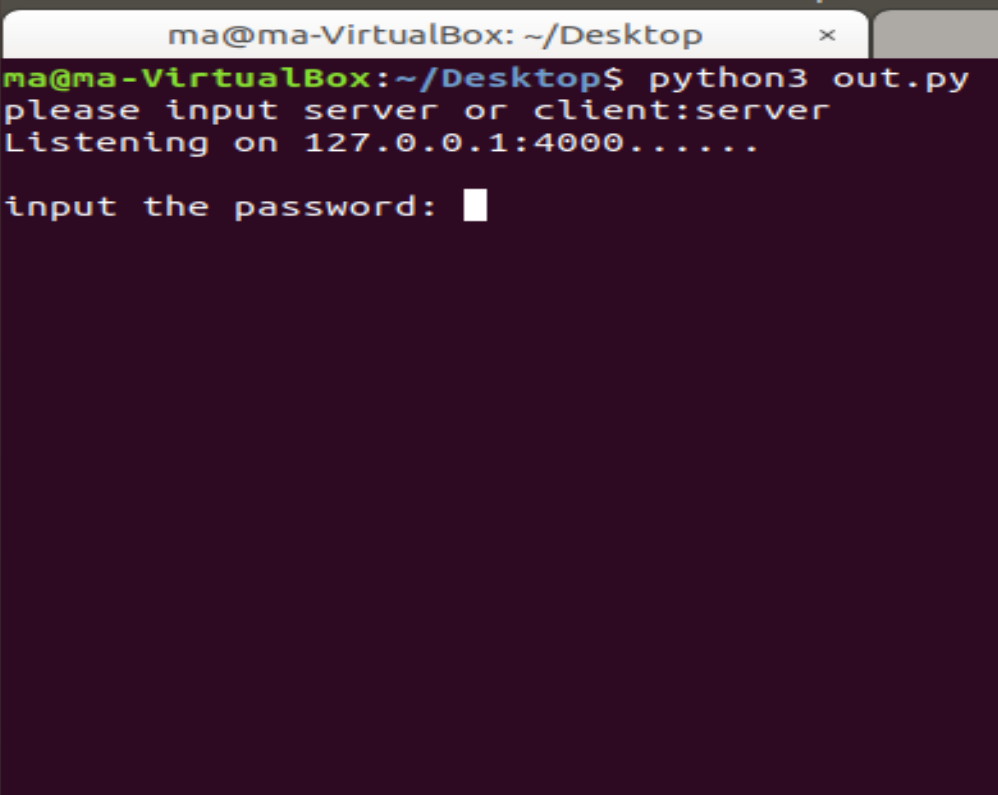 ma@ma-VirtualBox: ~/Desktop ×
ma@ma-VirtualBox:~/Desktop$ python3 out.py
please input server or client:server
Listening on 127.0.0.1:4000......
input the password: